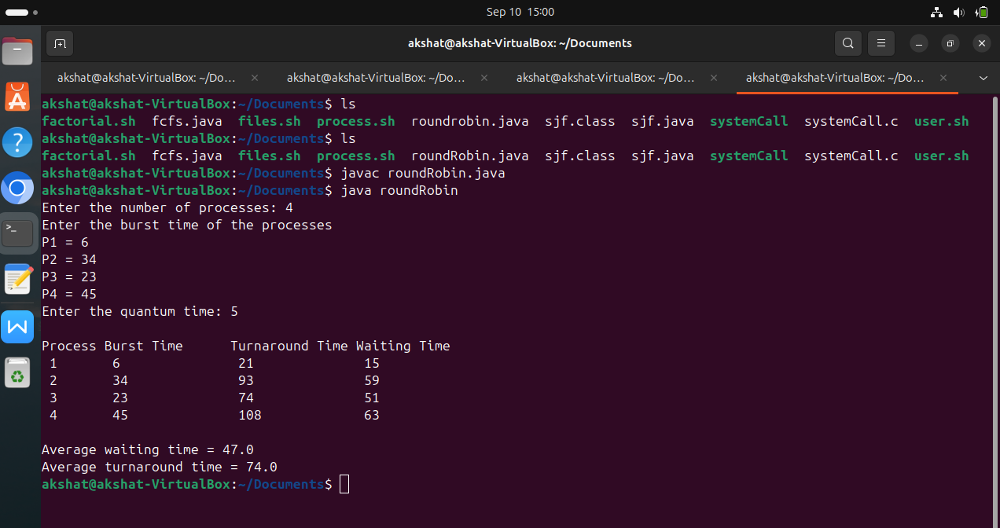 Sep 10 15:00
akshat@akshat-VirtualBox: ~/Documents
akshat@akshat-VirtualBox: ~/Do... akshat@akshat-VirtualBox: ~/Do... akshat@akshat-VirtualBox: ~/Do... akshat@akshat-VirtualBox: ~/Do...
akshat@akshat-VirtualBox:~/Documents$ ls
factorial.sh fcfs.java files.sh process.sh roundrobin.java sjf.class sjf.java systemCall systemCall.c user.sh
akshat@akshat-VirtualBox:~/Documents$ ls
factorial.sh fcfs.java files.sh process.sh roundRobin.java sjf.class sjf.java systemCall systemCall.c user.sh
akshat@akshat-VirtualBox:~/Documents$ javac roundRobin.java
akshat@akshat-VirtualBox:~/Documents$ java roundRobin
Enter the number of processes: 4
Enter the burst time of the processes
P1 = 6
P2 = 34
P3 = 23
P4 = 45
Enter the quantum time: 5
Process Burst Time Turnaround Time Waiting Time
1 6 21 15
2 34 93 59
3 23 74 51
4 45 108 63
Average waiting time = 47.0
Average turnaround time = 74.0
akshat@akshat-VirtualBox:~/Documents$